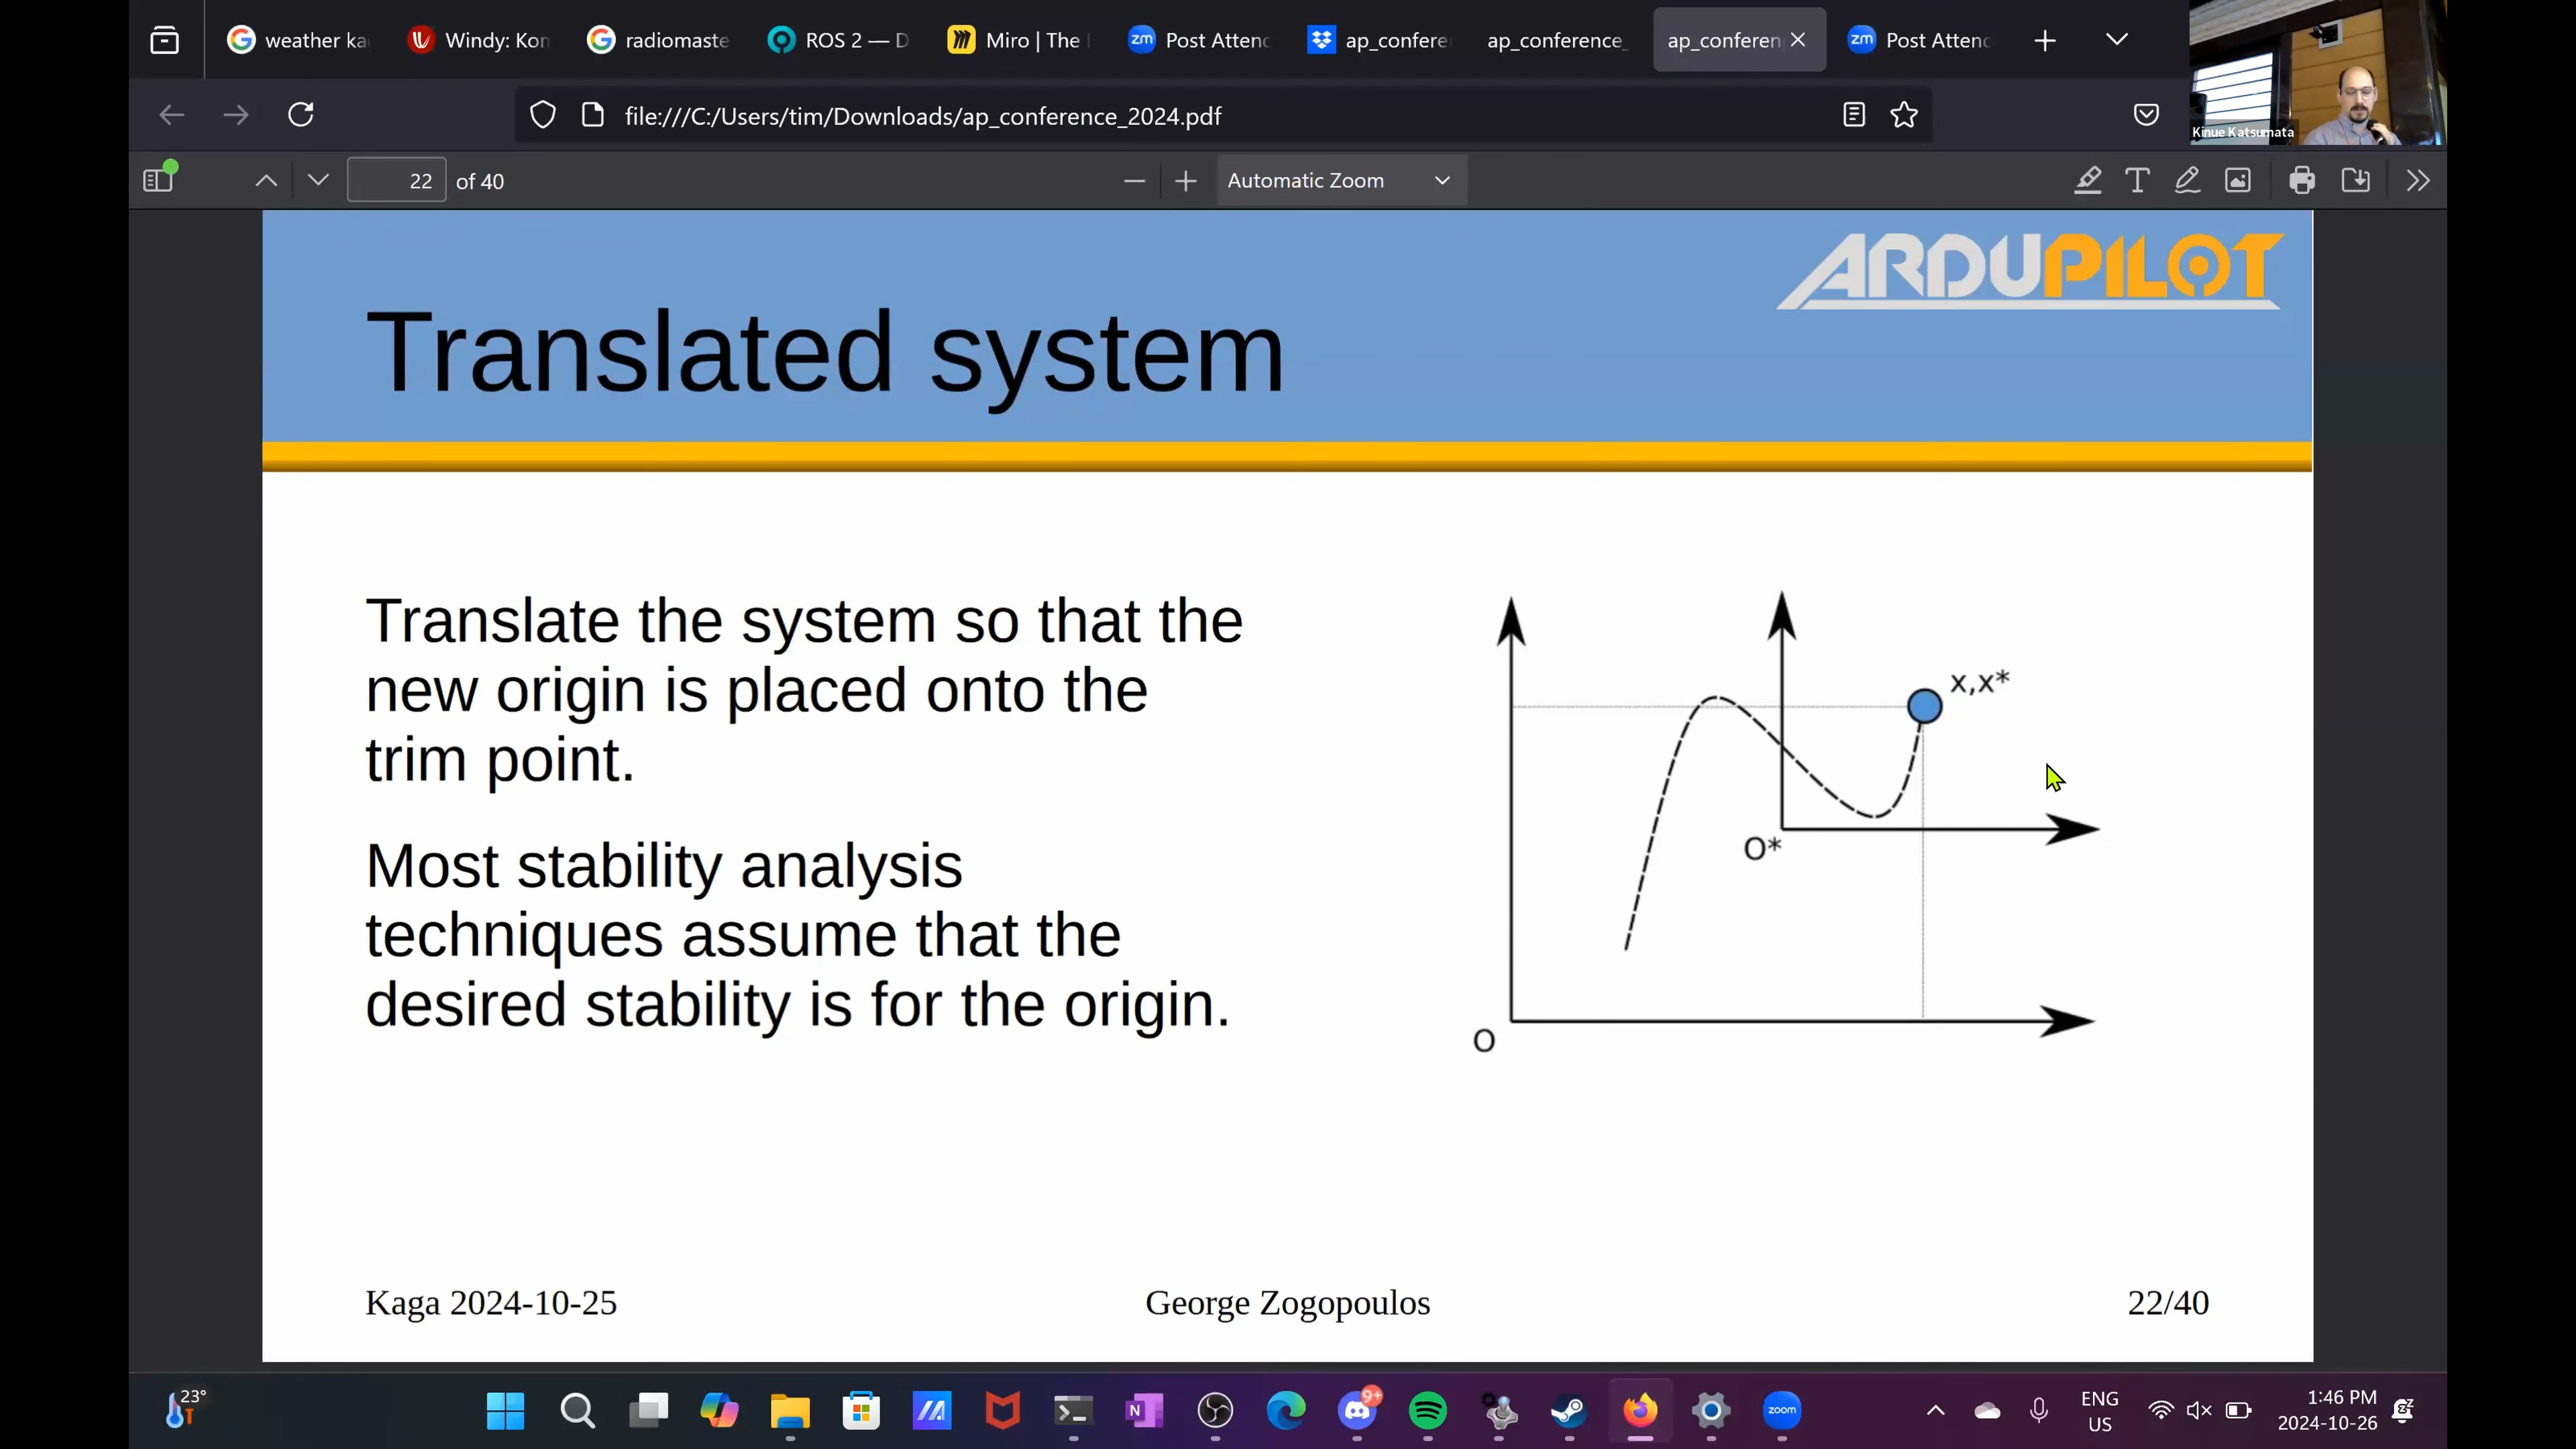 weather ka
Windy: Kon
radiomaste
ROS 2 — D
Miro | The
Post Attenc
ap_confere
ap_conference_
ap_conferen
Post Attenc
file:///C:/Users/tim/Downloads/ap_conference_2024.pdf
Kinue Katsumata
22 of 40
Automatic Zoom
ARDUPILOT
Translated system
Translate the system so that the
new origin is placed onto the
trim point.
Most stability analysis
techniques assume that the
desired stability is for the origin.
x,x*
O*
O
Kaga 2024-10-25
George Zogopoulos
22/40
23°
9+
zoom
ENG
US
1:46 PM
2024-10-26